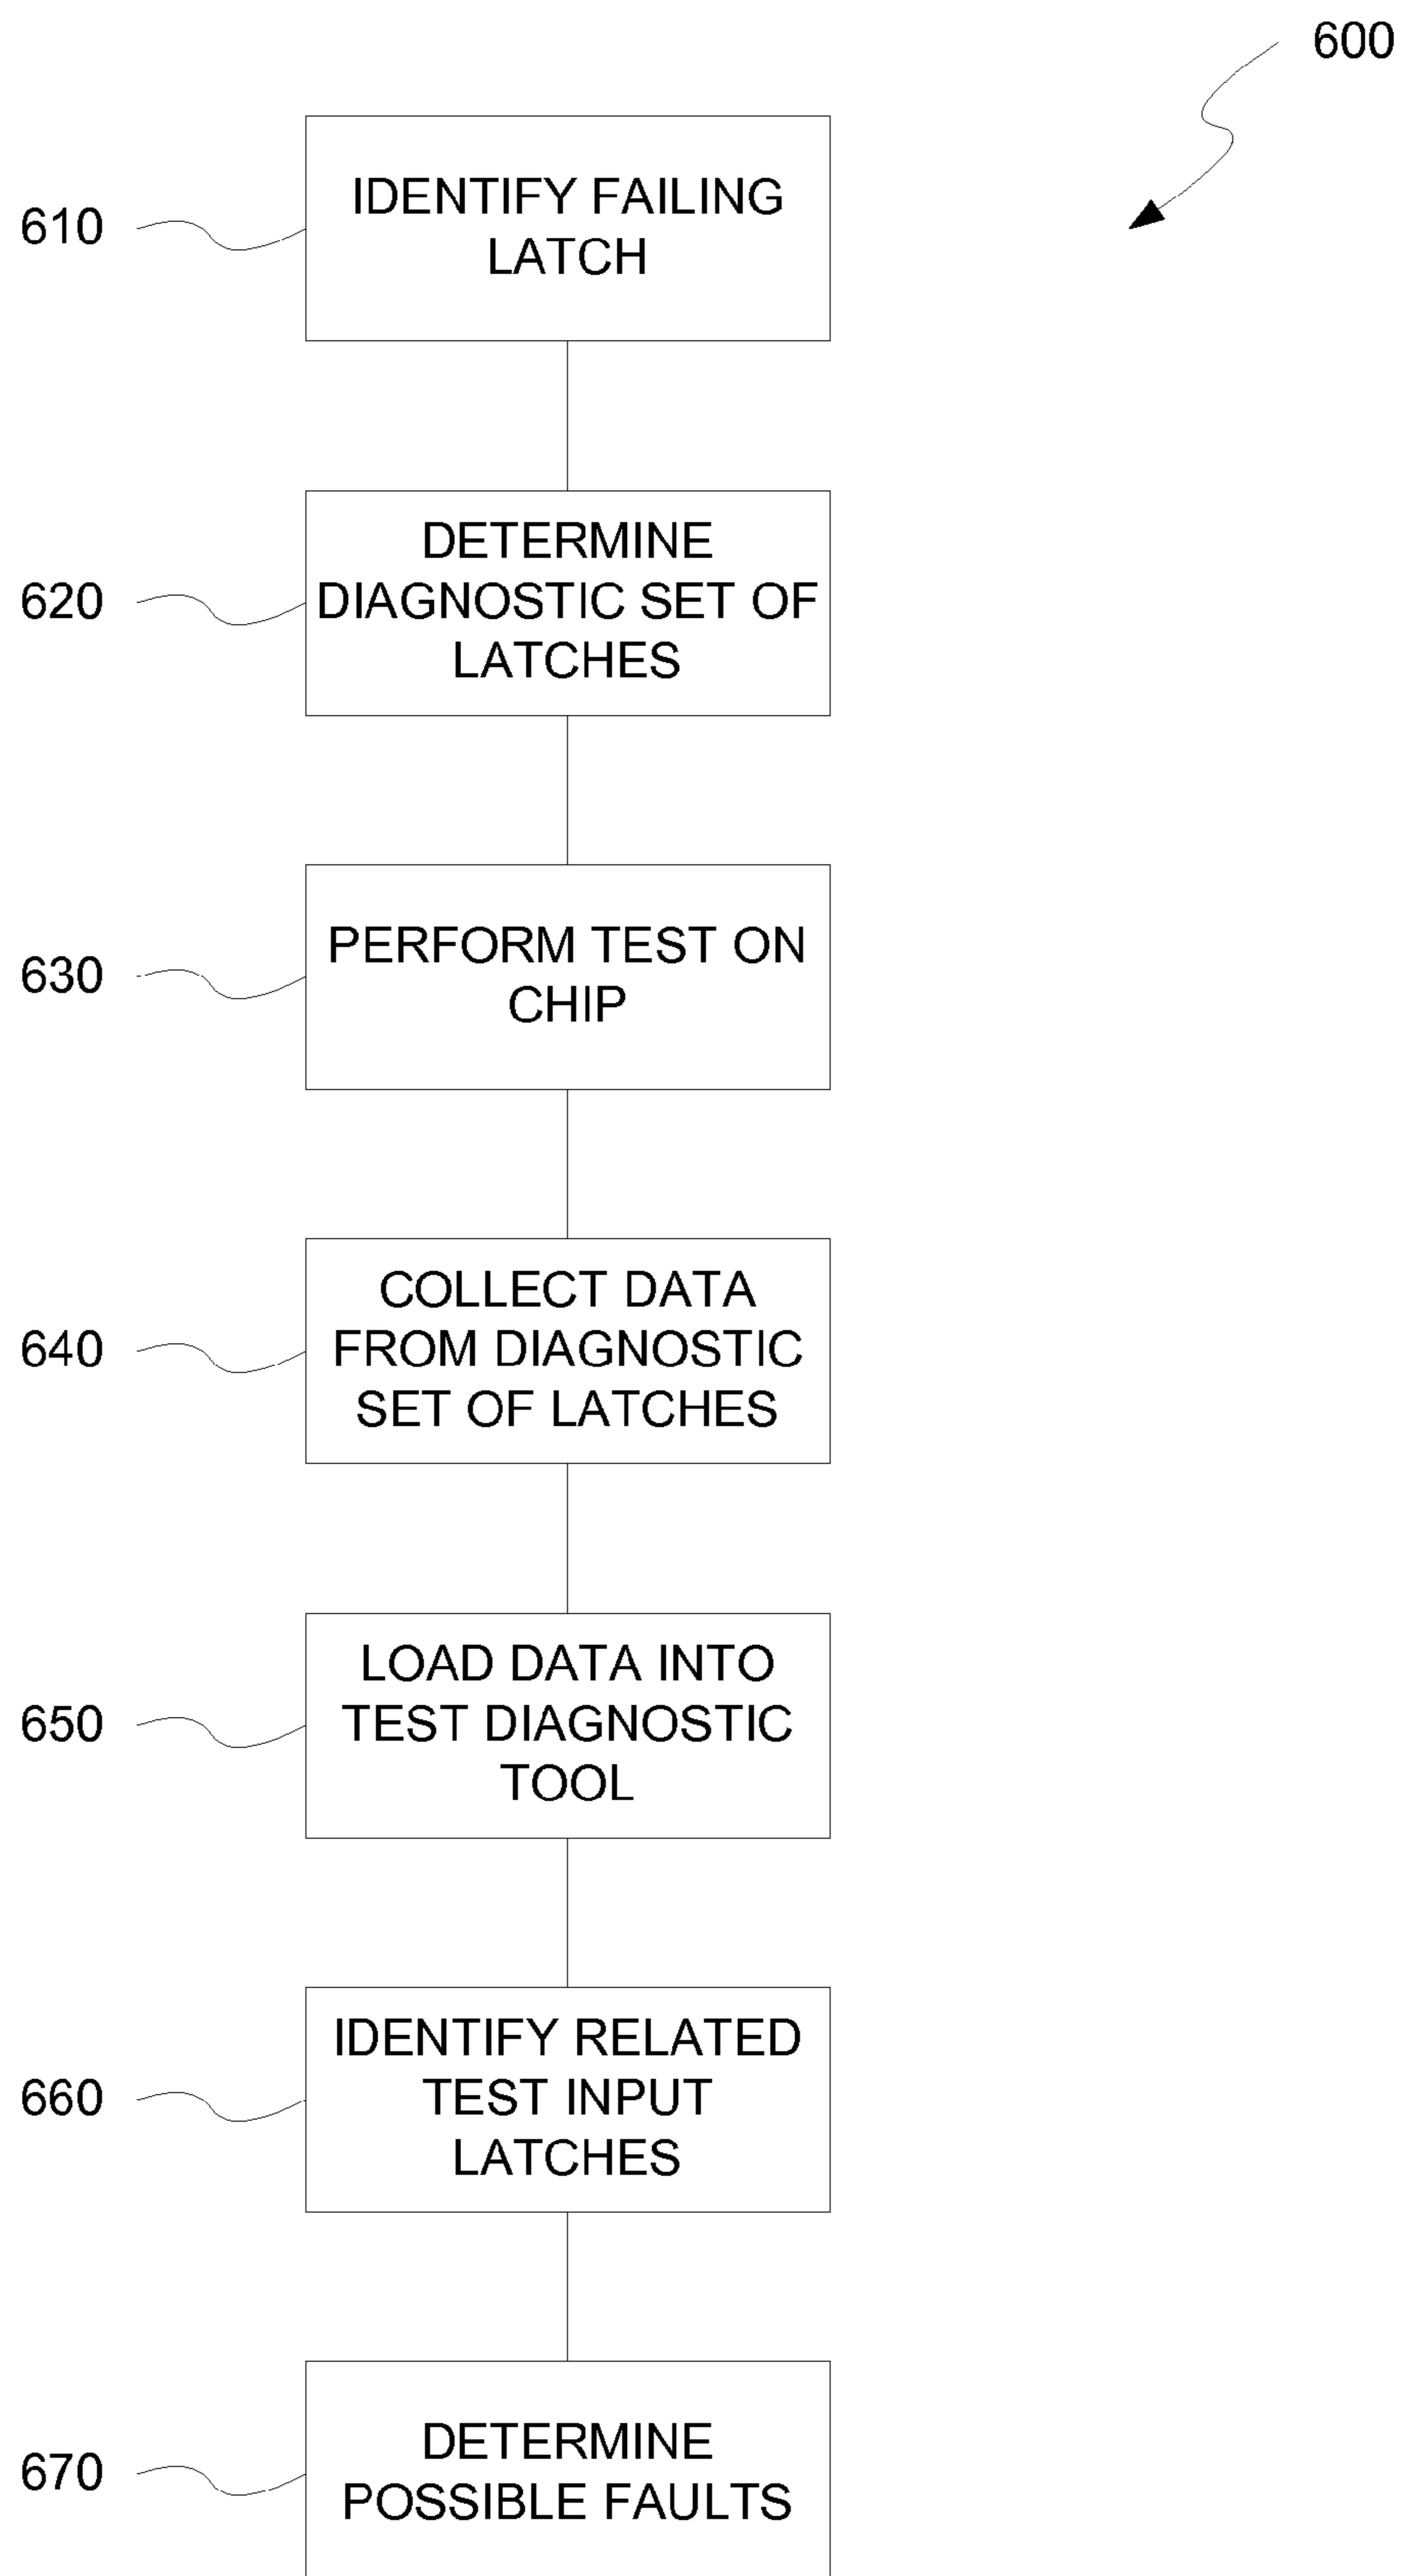 600
610
IDENTIFY FAILING
LATCH
620
DETERMINE
DIAGNOSTIC SET OF
LATCHES
630
PERFORM TEST ON
CHIP
640
COLLECT DATA
FROM DIAGNOSTIC
SET OF LATCHES
650
LOAD DATA INTO
TEST DIAGNOSTIC
TOOL
660
IDENTIFY RELATED
TEST INPUT
LATCHES
670
DETERMINE
POSSIBLE FAULTS